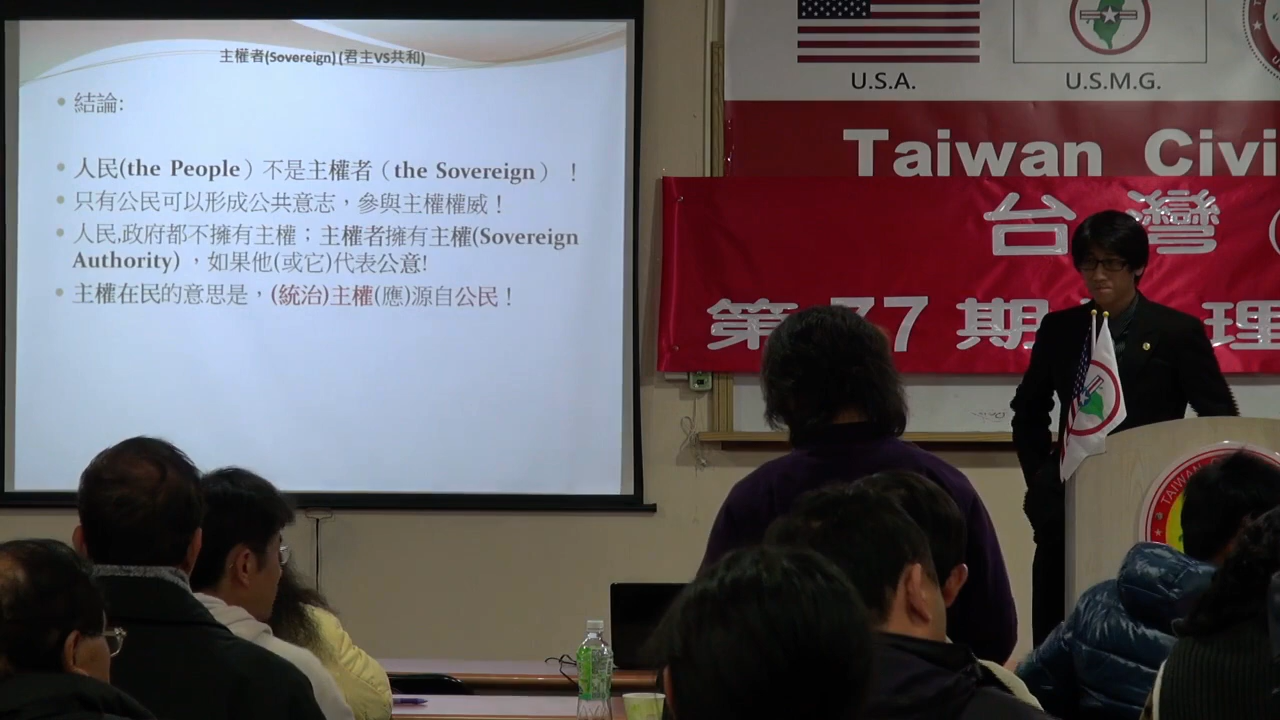 主權者(Sovereign) (君主VS共和)
• 結論:
• 人民(the People）不是主權者（the Sovereign） ！
• 只有公民可以形成公共意志，參與主權權威！
• 人民,政府都不擁有主權；主權者擁有主權(Sovereign
Authority) ，如果他(或它)代表公意!
• 主權在民的意思是，(統治)主權(應)源自公民！
U.S.A.
U.S.M.G.
Taiwan Civi
台灣
第77期 理
TAIWAN